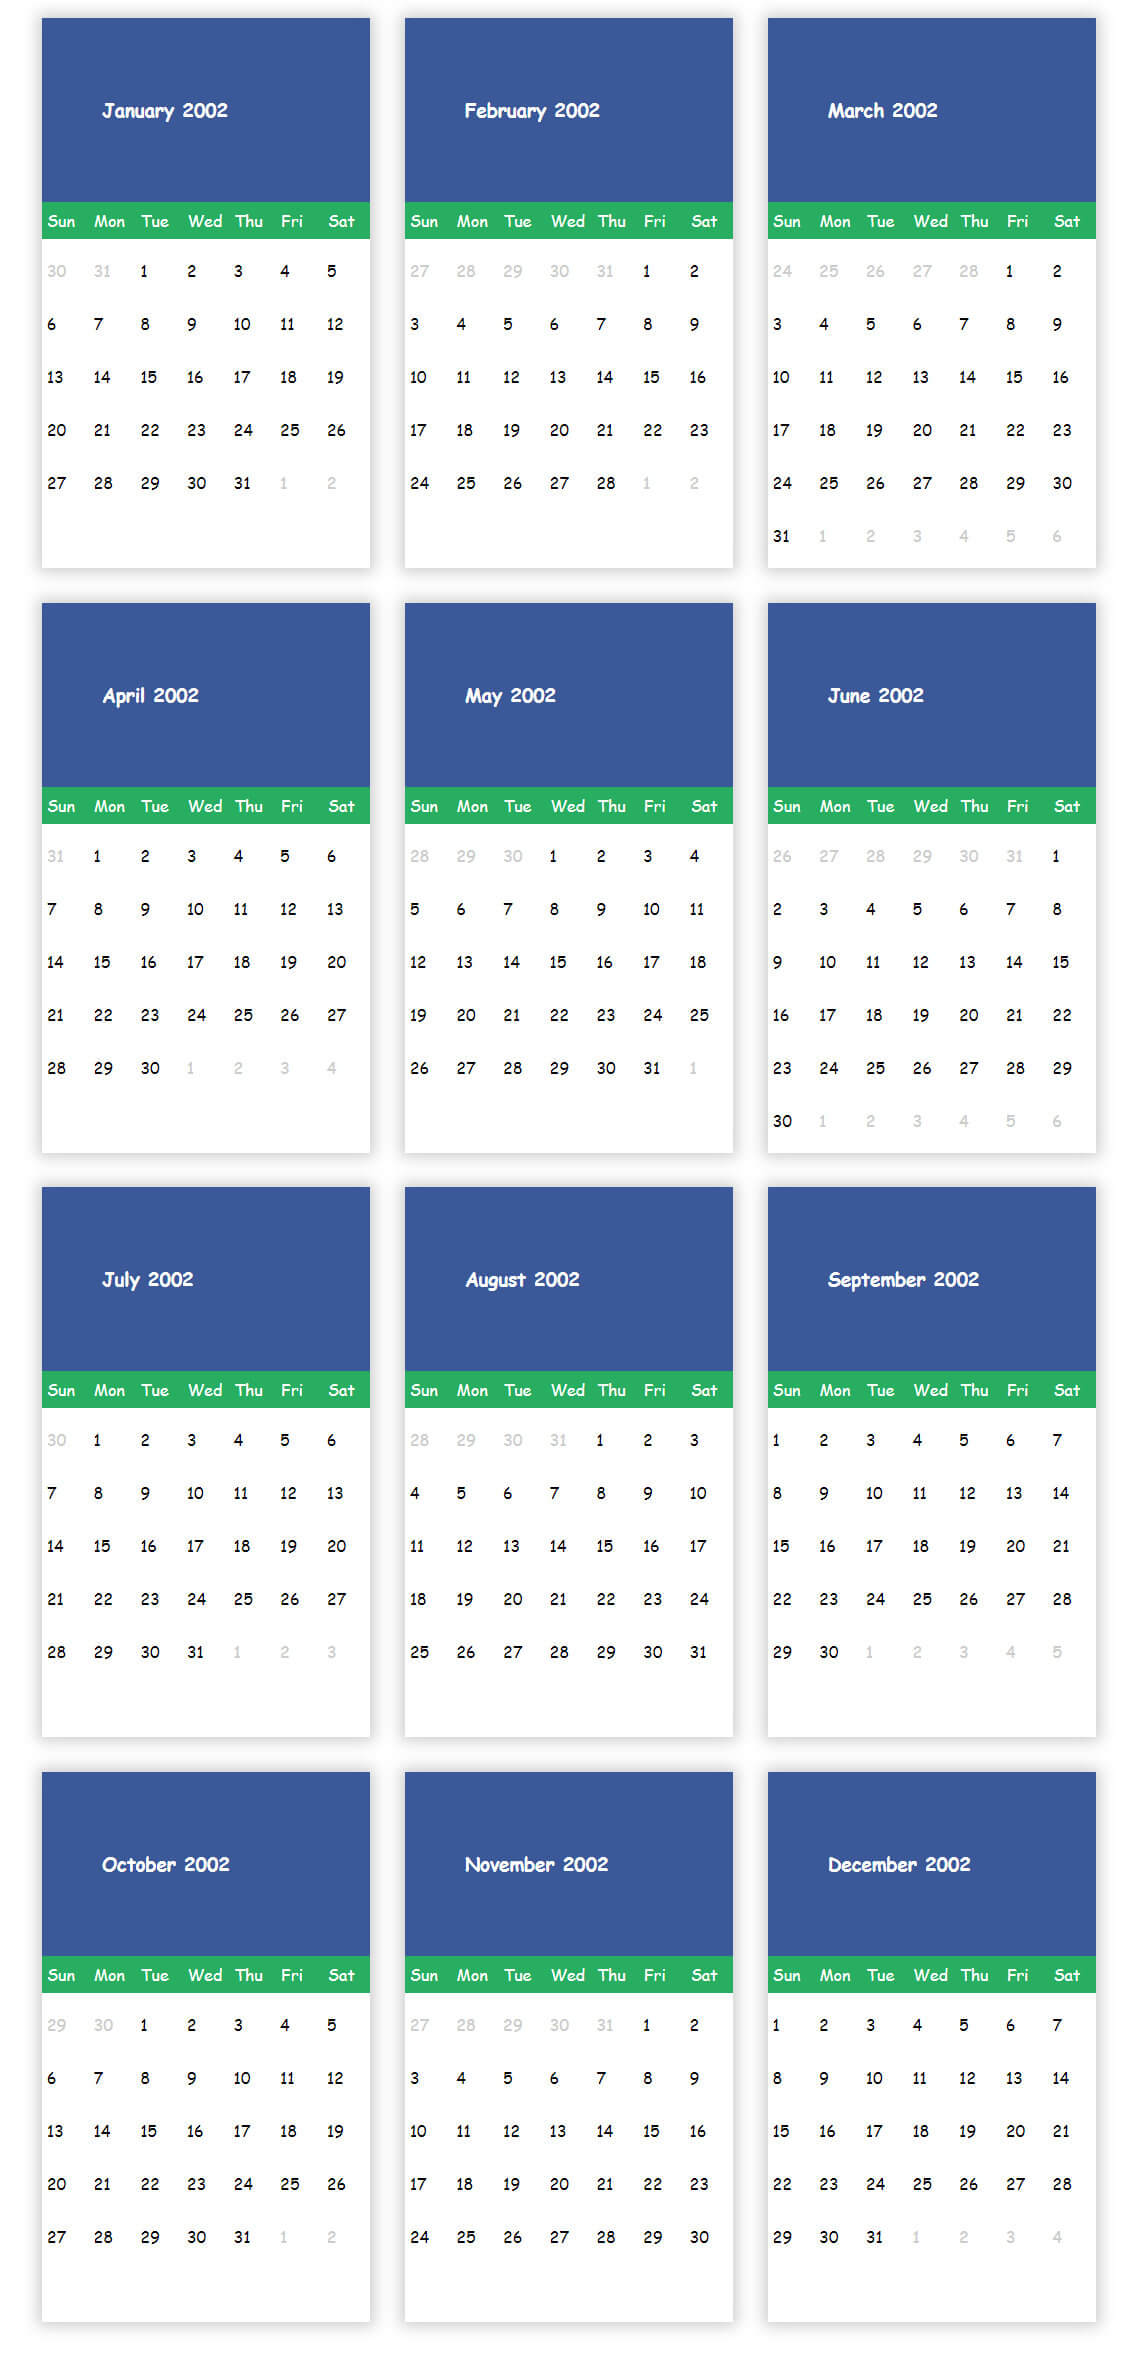 January 2002
Sun Mon Tue Wed Thu Fri Sat
30 31 1 2 3 4 5
6 7 8 9 10 11 12
13 14 15 16 17 18 19
20 21 22 23 24 25 26
27 28 29 30 31 1 2
February 2002
Sun Mon Tue Wed Thu Fri Sat
27 28 29 30 31 1 2
3 4 5 6 7 8 9
10 11 12 13 14 15 16
17 18 19 20 21 22 23
24 25 26 27 28 1 2
March 2002
Sun Mon Tue Wed Thu Fri Sat
24 25 26 27 28 1 2
3 4 5 6 7 8 9
10 11 12 13 14 15 16
17 18 19 20 21 22 23
24 25 26 27 28 29 30
31 1 2 3 4 5 6
April 2002
Sun Mon Tue Wed Thu Fri Sat
31 1 2 3 4 5 6
7 8 9 10 11 12 13
14 15 16 17 18 19 20
21 22 23 24 25 26 27
28 29 30 1 2 3 4
May 2002
Sun Mon Tue Wed Thu Fri Sat
28 29 30 1 2 3 4
5 6 7 8 9 10 11
12 13 14 15 16 17 18
19 20 21 22 23 24 25
26 27 28 29 30 31 1
June 2002
Sun Mon Tue Wed Thu Fri Sat
26 27 28 29 30 31 1
2 3 4 5 6 7 8
9 10 11 12 13 14 15
16 17 18 19 20 21 22
23 24 25 26 27 28 29
30 1 2 3 4 5 6
July 2002
Sun Mon Tue Wed Thu Fri Sat
30 1 2 3 4 5 6
7 8 9 10 11 12 13
14 15 16 17 18 19 20
21 22 23 24 25 26 27
28 29 30 31 1 2 3
August 2002
Sun Mon Tue Wed Thu Fri Sat
28 29 30 31 1 2 3
4 5 6 7 8 9 10
11 12 13 14 15 16 17
18 19 20 21 22 23 24
25 26 27 28 29 30 31
September 2002
Sun Mon Tue Wed Thu Fri Sat
1 2 3 4 5 6 7
8 9 10 11 12 13 14
15 16 17 18 19 20 21
22 23 24 25 26 27 28
29 30 1 2 3 4 5
October 2002
Sun Mon Tue Wed Thu Fri Sat
29 30 1 2 3 4 5
6 7 8 9 10 11 12
13 14 15 16 17 18 19
20 21 22 23 24 25 26
27 28 29 30 31 1 2
November 2002
Sun Mon Tue Wed Thu Fri Sat
27 28 29 30 31 1 2
3 4 5 6 7 8 9
10 11 12 13 14 15 16
17 18 19 20 21 22 23
24 25 26 27 28 29 30
December 2002
Sun Mon Tue Wed Thu Fri Sat
1 2 3 4 5 6 7
8 9 10 11 12 13 14
15 16 17 18 19 20 21
22 23 24 25 26 27 28
29 30 31 1 2 3 4